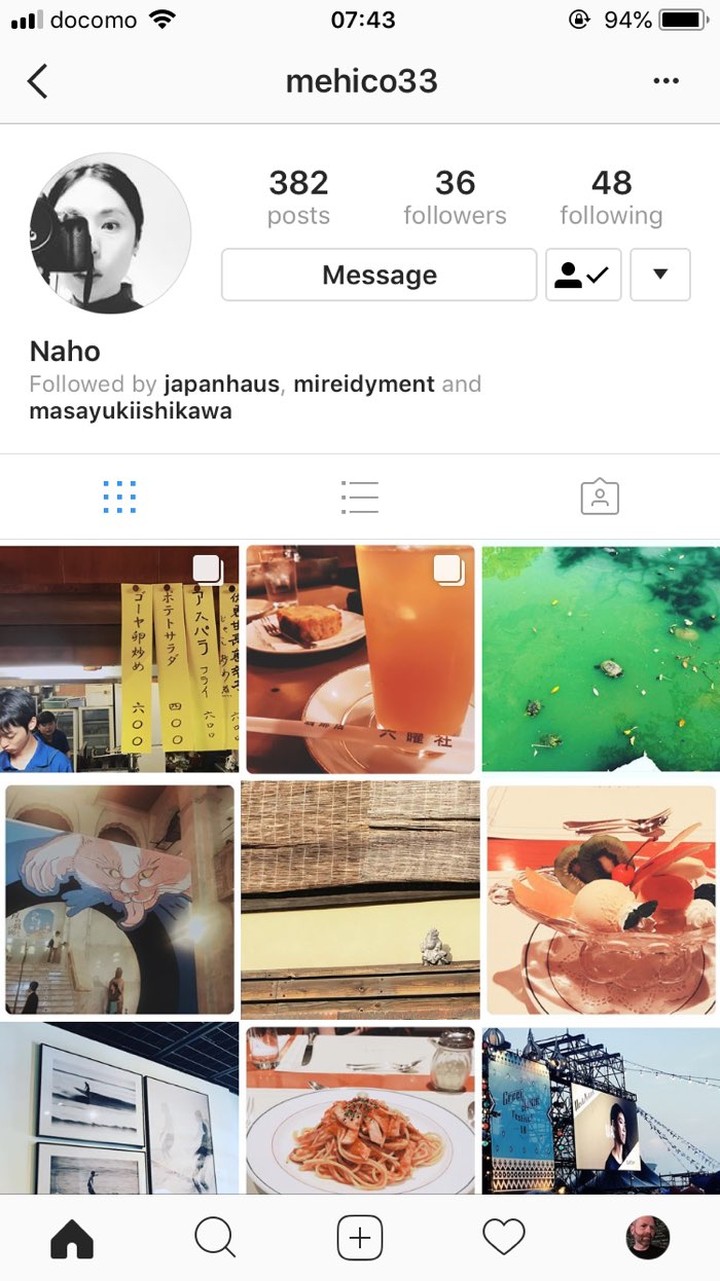 docomo 07:43 94%
mehico33
382 36 48
posts followers following
Message
Naho
Followed by japanhaus, mireidyment and
masayukiishikawa
ゴーヤ卵炒め 六〇〇
ポテトサラダ 四〇〇
アスパラフライ 六〇〇
六曜社